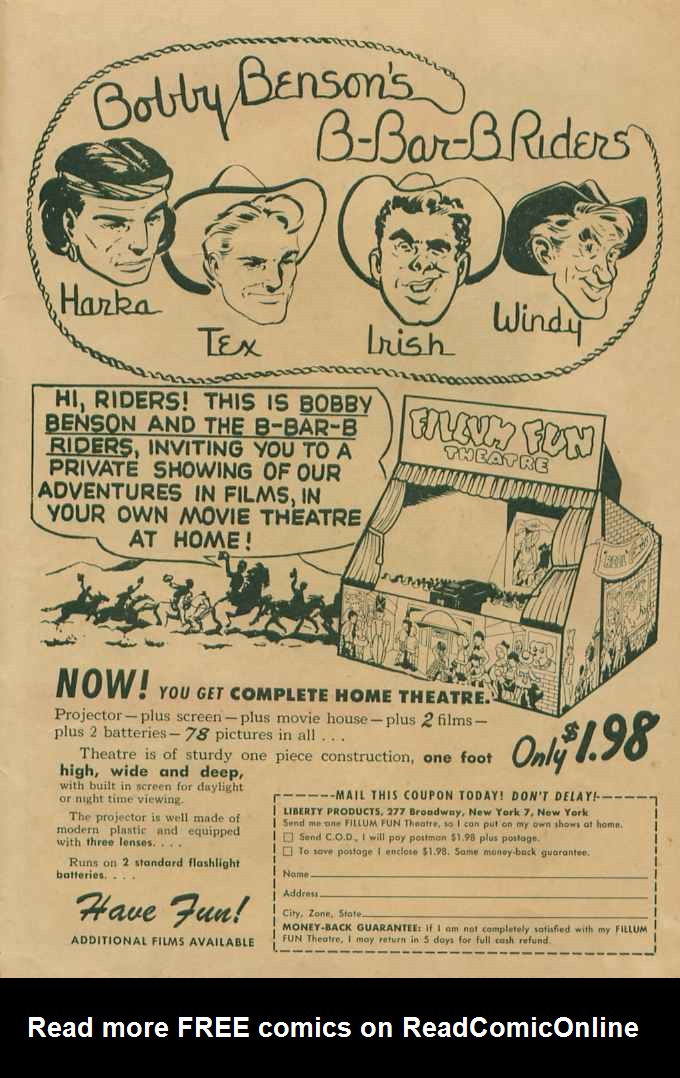 Bobby Benson's
B-Bar-B Riders
Harka
Tex
Irish
Windy
HI, RIDERS! THIS IS BOBBY
BENSON AND THE B-BAR-B
RIDERS, INVITING YOU TO A
PRIVATE SHOWING OF OUR
ADVENTURES IN FILMS, IN
YOUR OWN MOVIE THEATRE
AT HOME!
FILLUM FUN
THEATRE
NOW! YOU GET COMPLETE HOME THEATRE.
Projector—plus screen—plus movie house—plus 2 films—
plus 2 batteries—78 pictures in all . . .
Only $1.98
Theatre is of sturdy one piece construction, one foot
high, wide and deep,
with built in screen for daylight
or night time viewing.
The projector is well made of
modern plastic and equipped
with three lenses. . . .
Runs on 2 standard flashlight
batteries. . . .
Have Fun!
ADDITIONAL FILMS AVAILABLE
MAIL THIS COUPON TODAY! DON'T DELAY!
LIBERTY PRODUCTS, 277 Broadway, New York 7, New York
Send me one FILLUM FUN Theatre, so I can put on my own shows at home.
Send C.O.D., I will pay postman $1.98 plus postage.
To save postage I enclose $1.98. Same money-back guarantee.
Name
Address
City, Zone, State
MONEY-BACK GUARANTEE: If I am not completely satisfied with my FILLUM
FUN Theatre, I may return in 5 days for full cash refund.
Read more FREE comics on ReadComicOnline